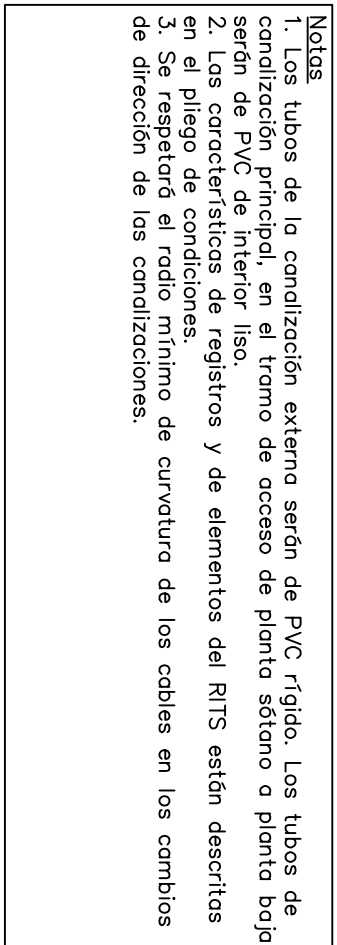 Notas
1. Los tubos de la canalización externa serán de PVC rígido. Los tubos de
canalización principal, en el tramo de acceso de planta sótano a planta baja
serán de PVC de interior liso.
2. Las características de registros y de elementos del RITS están descritas
en el pliego de condiciones.
3. Se respetará el radio mínimo de curvatura de los cables en los cambios
de dirección de las canalizaciones.